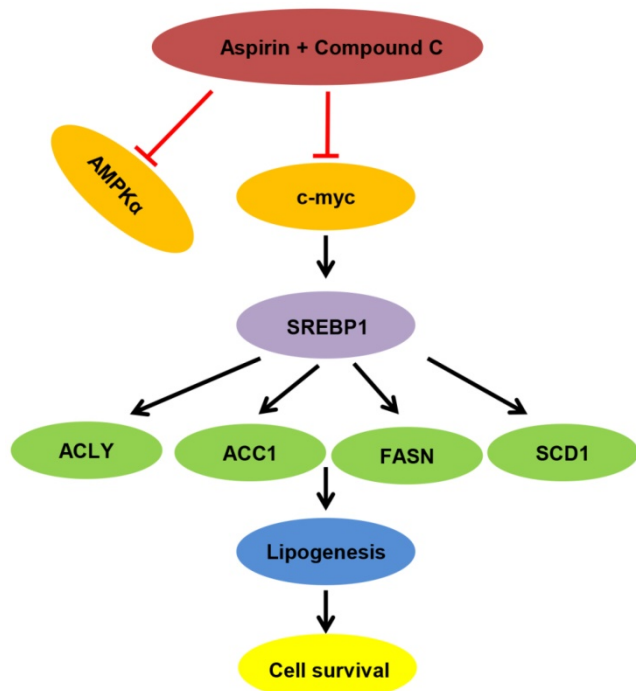 Aspirin + Compound C
AMPKα
c-myc
SREBP1
ACLY
ACC1
FASN
SCD1
Lipogenesis
Cell survival